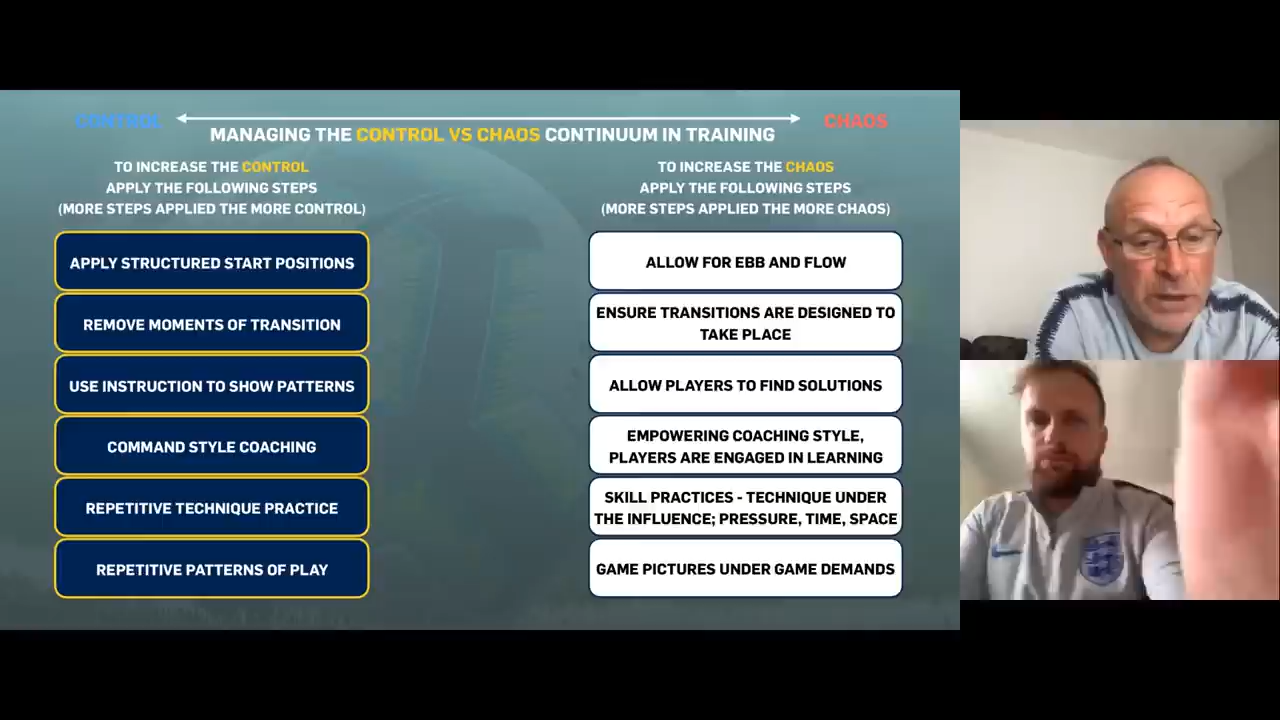 CONTROL
CHAOS
MANAGING THE CONTROL VS CHAOS CONTINUUM IN TRAINING
TO INCREASE THE CONTROL
APPLY THE FOLLOWING STEPS
(MORE STEPS APPLIED THE MORE CONTROL)
APPLY STRUCTURED START POSITIONS
REMOVE MOMENTS OF TRANSITION
USE INSTRUCTION TO SHOW PATTERNS
COMMAND STYLE COACHING
REPETITIVE TECHNIQUE PRACTICE
REPETITIVE PATTERNS OF PLAY
TO INCREASE THE CHAOS
APPLY THE FOLLOWING STEPS
(MORE STEPS APPLIED THE MORE CHAOS)
ALLOW FOR EBB AND FLOW
ENSURE TRANSITIONS ARE DESIGNED TO
TAKE PLACE
ALLOW PLAYERS TO FIND SOLUTIONS
EMPOWERING COACHING STYLE,
PLAYERS ARE ENGAGED IN LEARNING
SKILL PRACTICES - TECHNIQUE UNDER
THE INFLUENCE; PRESSURE, TIME, SPACE
GAME PICTURES UNDER GAME DEMANDS